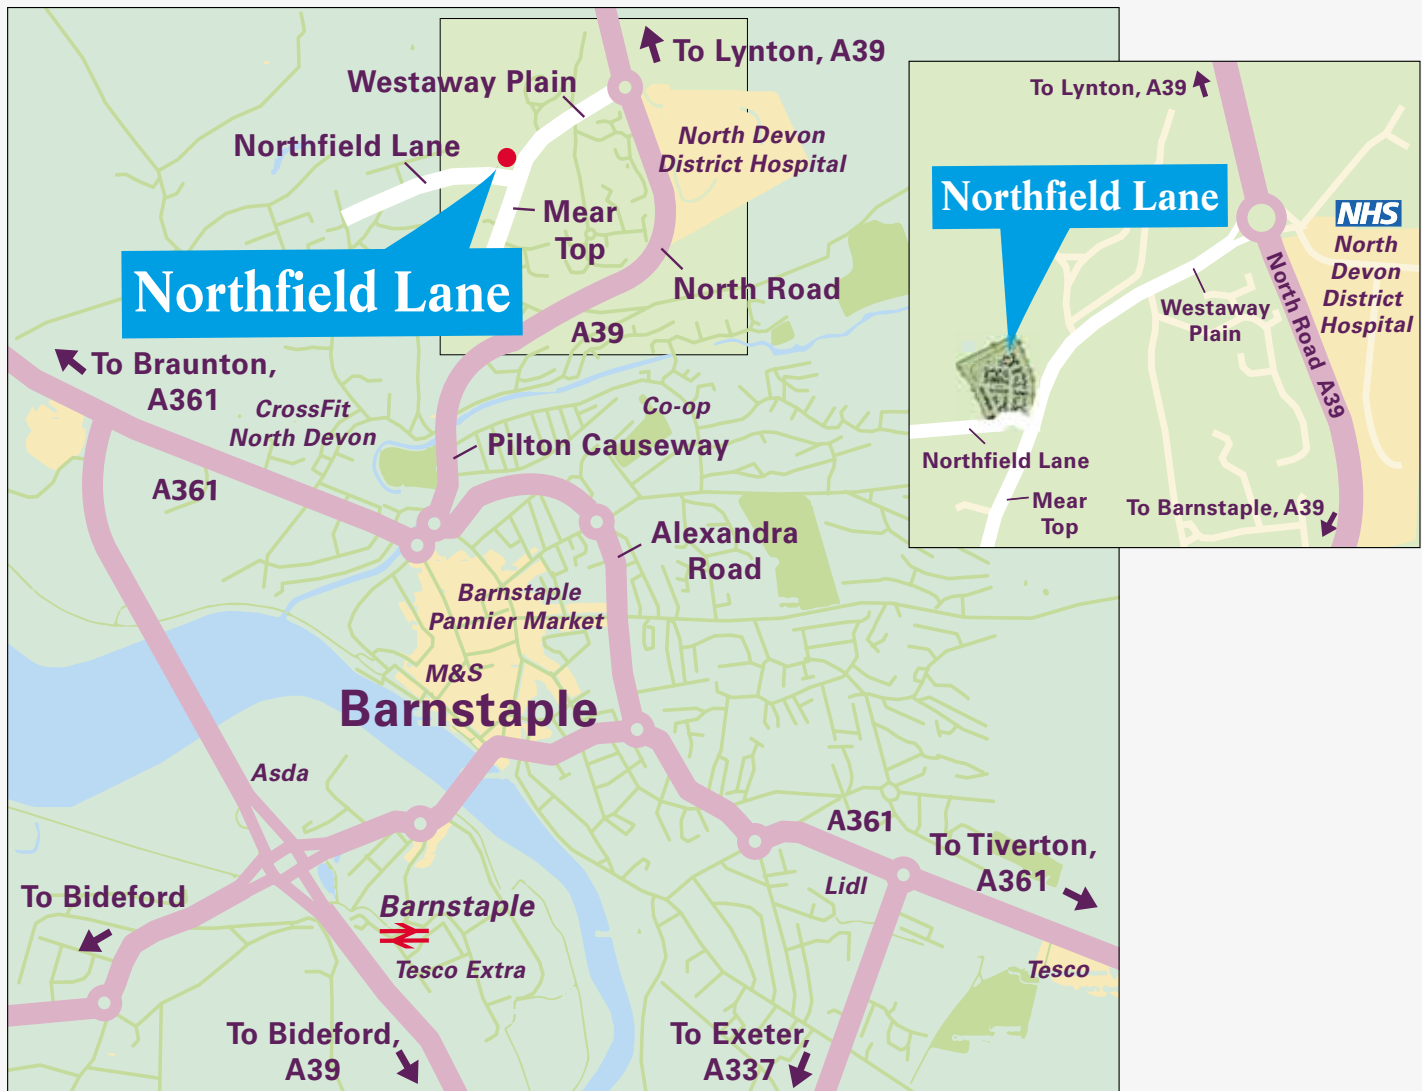 To Lynton, A39
Westaway Plain
Northfield Lane
North Devon
District Hospital
Mear
Top
Northfield Lane
North Road
A39
To Braunton,
A361
CrossFit
North Devon
Co-op
Pilton Causeway
A361
Alexandra
Road
Barnstaple
Pannier Market
M&S
Barnstaple
Asda
A361
To Tiverton,
A361
Lidl
To Bideford
Barnstaple
Tesco Extra
Tesco
To Bideford,
A39
To Exeter,
A337
To Lynton, A39
Northfield Lane
NHS
North
Devon
District
Hospital
Westaway
Plain
North Road A39
Northfield Lane
Mear
Top
To Barnstaple, A39